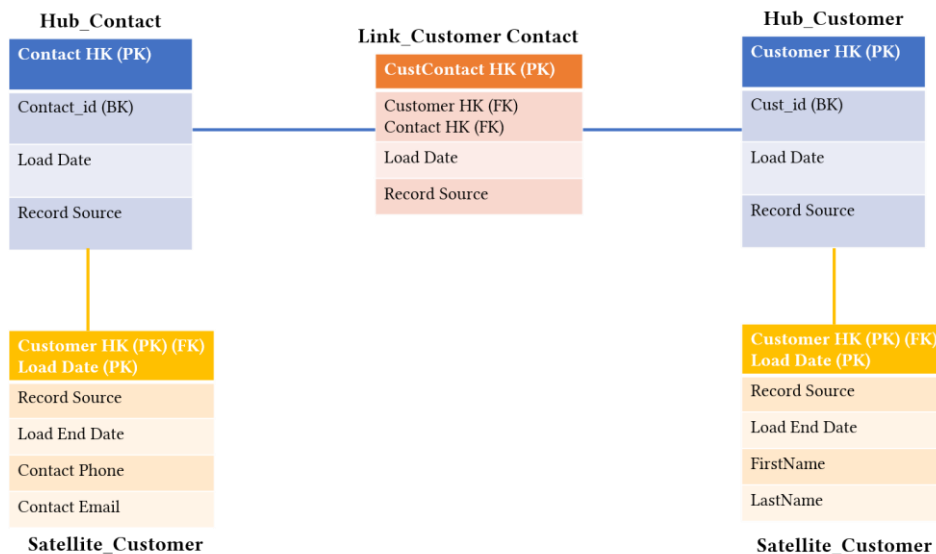 Hub_Contact
Contact HK (PK)
Contact_id (BK)
Load Date
Record Source
Link_Customer Contact
CustContact HK (PK)
Customer HK (FK)
Contact HK (FK)
Load Date
Record Source
Hub_Customer
Customer HK (PK)
Cust_id (BK)
Load Date
Record Source
Customer HK (PK) (FK)
Load Date (PK)
Record Source
Load End Date
Contact Phone
Contact Email
Satellite_Customer
Customer HK (PK) (FK)
Load Date (PK)
Record Source
Load End Date
FirstName
LastName
Satellite_Customer